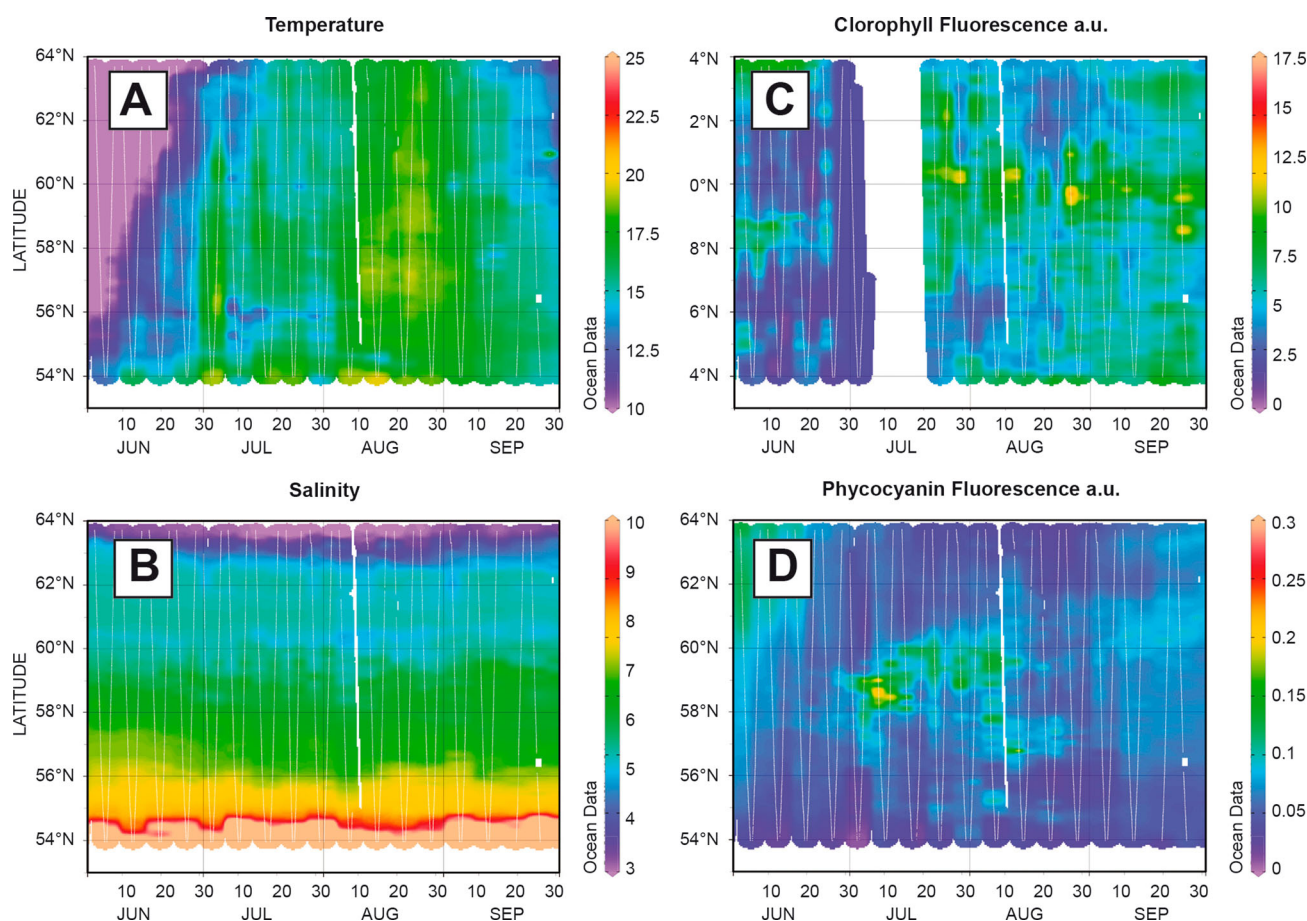 Temperature
64°N
62°N
60°N
58°N
56°N
54°N
LATITUDE
A
25
22.5
20
17.5
15
12.5
10
Ocean Data
10 20 30 10 20 30 10 20 30 10 20 30
JUN JUL AUG SEP
Clorophyll Fluorescence a.u.
4°N
2°N
0°N
8°N
6°N
4°N
C
17.5
15
12.5
10
7.5
5
2.5
0
Ocean Data
10 20 30 10 20 30 10 20 30 10 20 30
JUN JUL AUG SEP
Salinity
64°N
62°N
60°N
58°N
56°N
54°N
LATITUDE
B
10
9
8
7
6
5
4
3
Ocean Data
10 20 30 10 20 30 10 20 30 10 20 30
JUN JUL AUG SEP
Phycocyanin Fluorescence a.u.
64°N
62°N
60°N
58°N
56°N
54°N
D
0.3
0.25
0.2
0.15
0.1
0.05
0
Ocean Data
10 20 30 10 20 30 10 20 30 10 20 30
JUN JUL AUG SEP